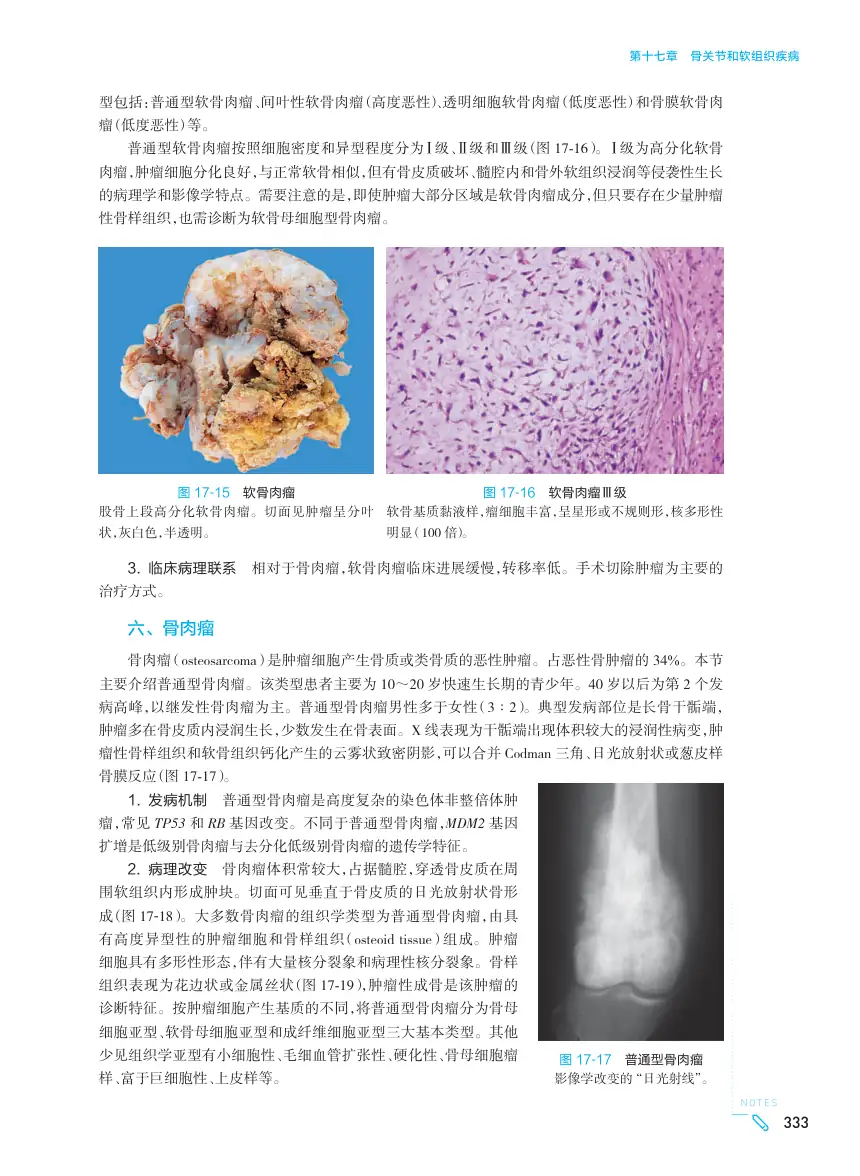 第十七章 骨关节和软组织疾病
型包括:普通型软骨肉瘤、间叶性软骨肉瘤(高度恶性)、透明细胞软骨肉瘤(低度恶性)和骨膜软骨肉
瘤(低度恶性)等。
普通型软骨肉瘤按照细胞密度和异型程度分为Ⅰ级、Ⅱ级和Ⅲ级(图 17-16)。Ⅰ级为高分化软骨
肉瘤,肿瘤细胞分化良好,与正常软骨相似,但有骨皮质破坏、髓腔内和骨外软组织浸润等侵袭性生长
的病理学和影像学特点。需要注意的是,即使肿瘤大部分区域是软骨肉瘤成分,但只要存在少量肿瘤
性骨样组织,也需诊断为软骨母细胞型骨肉瘤。
图 17-15 软骨肉瘤
股骨上段高分化软骨肉瘤。切面见肿瘤呈分叶
状,灰白色,半透明。
图 17-16 软骨肉瘤Ⅲ级
软骨基质黏液样,瘤细胞丰富,呈星形或不规则形,核多形性
明显(100 倍)。
3. 临床病理联系 相对于骨肉瘤,软骨肉瘤临床进展缓慢,转移率低。手术切除肿瘤为主要的
治疗方式。
六、骨肉瘤
骨肉瘤(osteosarcoma)是肿瘤细胞产生骨质或类骨质的恶性肿瘤。占恶性骨肿瘤的 34%。本节
主要介绍普通型骨肉瘤。该类型患者主要为 10～20 岁快速生长期的青少年。40 岁以后为第 2 个发
病高峰,以继发性骨肉瘤为主。普通型骨肉瘤男性多于女性(3∶2)。典型发病部位是长骨干骺端,
肿瘤多在骨皮质内浸润生长,少数发生在骨表面。X 线表现为干骺端出现体积较大的浸润性病变,肿
瘤性骨样组织和软骨组织钙化产生的云雾状致密阴影,可以合并 Codman 三角、日光放射状或葱皮样
骨膜反应(图 17-17)。
1. 发病机制 普通型骨肉瘤是高度复杂的染色体非整倍体肿
瘤,常见 TP53 和 RB 基因改变。不同于普通型骨肉瘤,MDM2 基因
扩增是低级别骨肉瘤与去分化低级别骨肉瘤的遗传学特征。
2. 病理改变 骨肉瘤体积常较大,占据髓腔,穿透骨皮质在周
围软组织内形成肿块。切面可见垂直于骨皮质的日光放射状骨形
成(图 17-18)。大多数骨肉瘤的组织学类型为普通型骨肉瘤,由具
有高度异型性的肿瘤细胞和骨样组织(osteoid tissue)组成。肿瘤
细胞具有多形性形态,伴有大量核分裂象和病理性核分裂象。骨样
组织表现为花边状或金属丝状(图 17-19),肿瘤性成骨是该肿瘤的
诊断特征。按肿瘤细胞产生基质的不同,将普通型骨肉瘤分为骨母
细胞亚型、软骨母细胞亚型和成纤维细胞亚型三大基本类型。其他
少见组织学亚型有小细胞性、毛细血管扩张性、硬化性、骨母细胞瘤
样、富于巨细胞性、上皮样等。
图 17-17 普通型骨肉瘤
影像学改变的“日光射线”。
NOTES
333